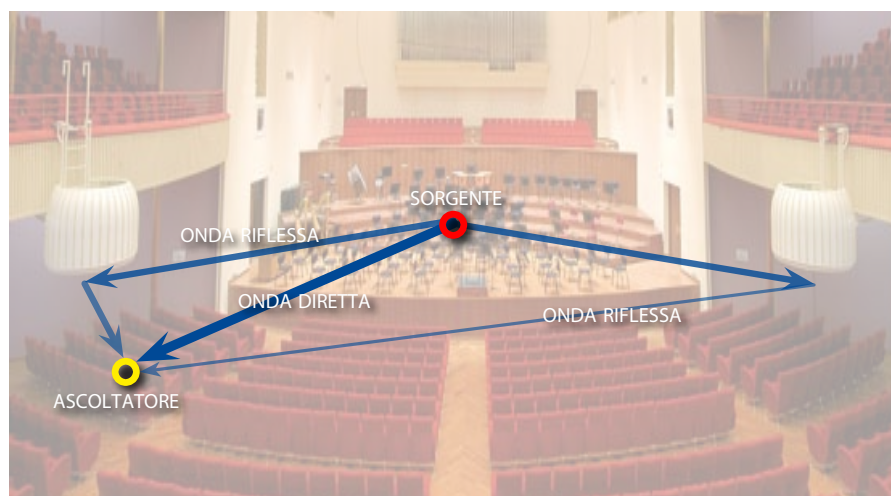 SORGENTE
ONDA RIFLESSA
ONDA DIRETTA
ONDA RIFLESSA
ASCOLTATORE